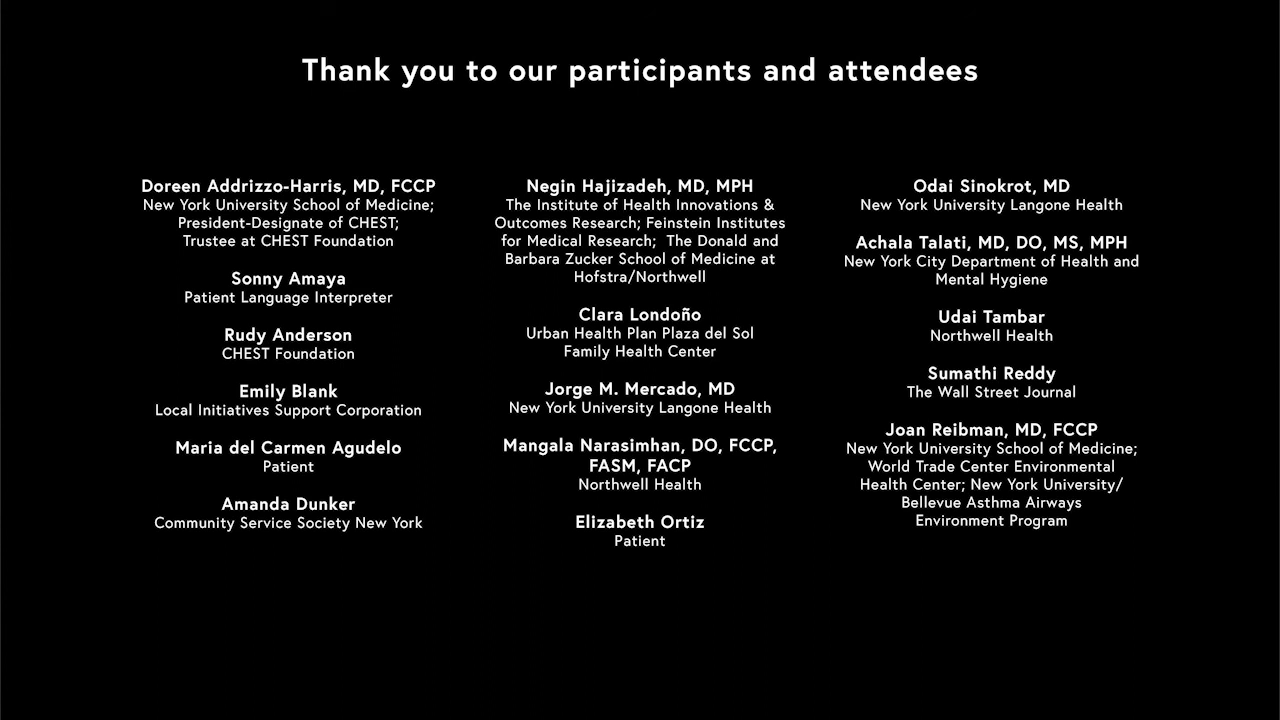 Thank you to our participants and attendees
Doreen Addrizzo-Harris, MD, FCCP
New York University School of Medicine;
President-Designate of CHEST;
Trustee at CHEST Foundation
Sonny Amaya
Patient Language Interpreter
Rudy Anderson
CHEST Foundation
Emily Blank
Local Initiatives Support Corporation
Maria del Carmen Agudelo
Patient
Amanda Dunker
Community Service Society New York
Negin Hajizadeh, MD, MPH
The Institute of Health Innovations &
Outcomes Research; Feinstein Institutes
for Medical Research;  The Donald and
Barbara Zucker School of Medicine at
Hofstra/Northwell
Clara Londoño
Urban Health Plan Plaza del Sol
Family Health Center
Jorge M. Mercado, MD
New York University Langone Health
Mangala Narasimhan, DO, FCCP,
FASM, FACP
Northwell Health
Elizabeth Ortiz
Patient
Odai Sinokrot, MD
New York University Langone Health
Achala Talati, MD, DO, MS, MPH
New York City Department of Health and
Mental Hygiene
Udai Tambar
Northwell Health
Sumathi Reddy
The Wall Street Journal
Joan Reibman, MD, FCCP
New York University School of Medicine;
World Trade Center Environmental
Health Center; New York University/
Bellevue Asthma Airways
Environment Program